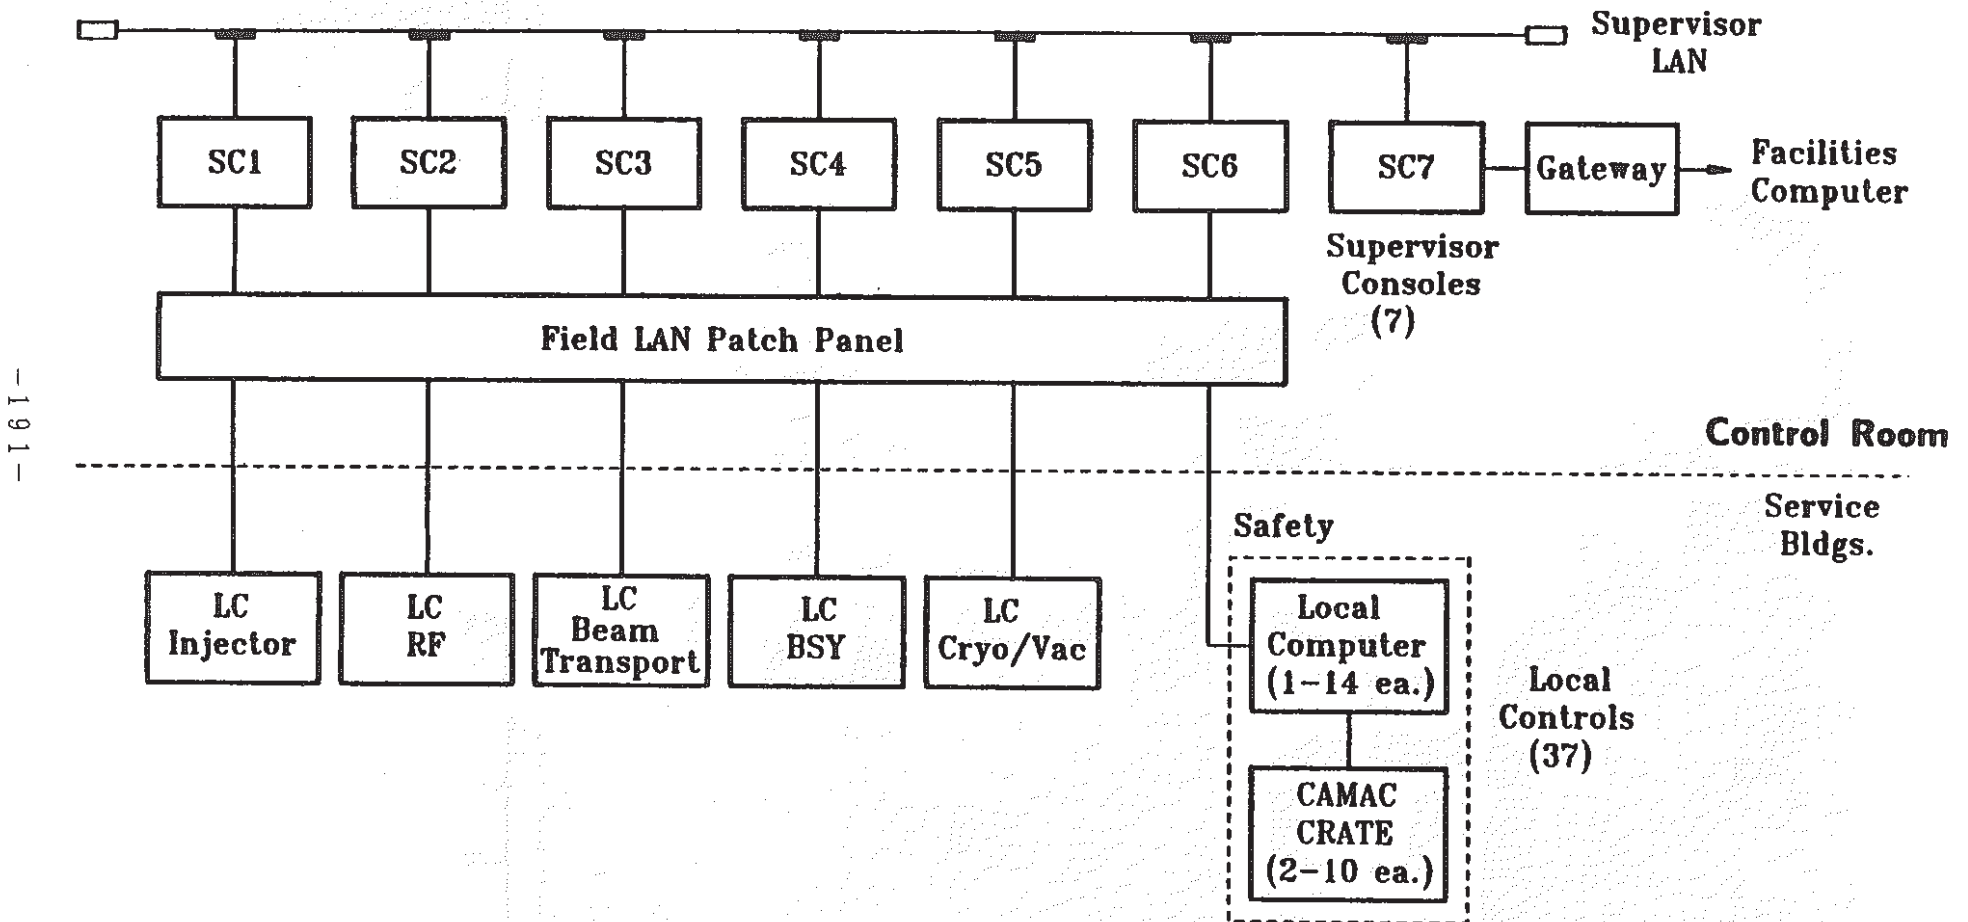 Supervisor
LAN
SC1
SC2
SC3
SC4
SC5
SC6
SC7
Gateway
Facilities
Computer
Supervisor
Consoles
(7)
Field LAN Patch Panel
-191-
Control Room
Service
Bldgs.
Safety
LC
Injector
LC
RF
LC
Beam
Transport
LC
BSY
LC
Cryo/Vac
Local
Computer
(1-14 ea.)
Local
Controls
(37)
CAMAC
CRATE
(2-10 ea.)